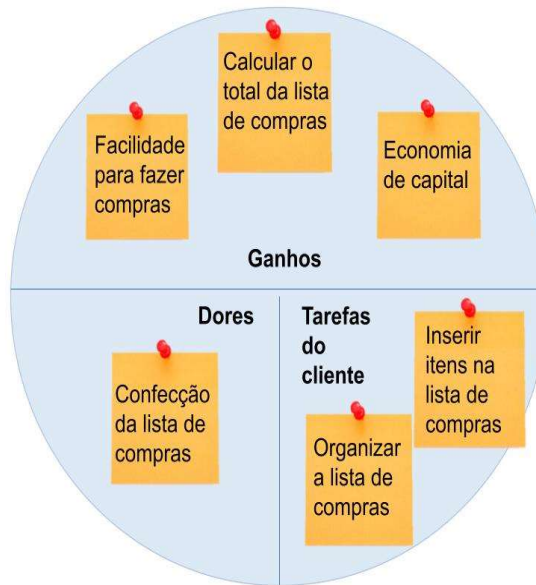 Calcular o
total da lista
de compras
Facilidade
para fazer
compras
Economia
de capital
Ganhos
Dores
Confecção
da lista de
compras
Tarefas
do
cliente
Inserir
itens na
lista de
compras
Organizar
a lista de
compras